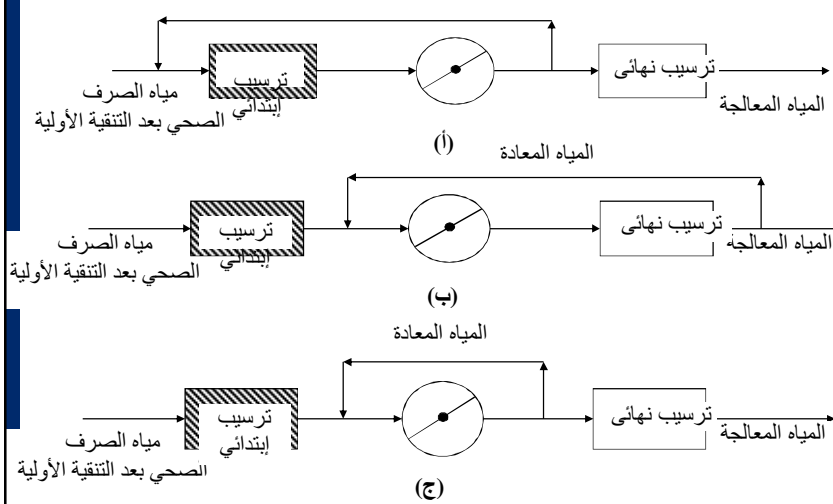 ترسيب
إبتدائي
ترسيب نهائى
مياه الصرف
الصحي بعد التنقية الأولية
المياه المعالجة
(أ)
المياه المعادة
ترسيب
إبتدائي
ترسيب نهائى
مياه الصرف
الصحي بعد التنقية الأولية
المياه المعالجة
(ب)
المياه المعادة
ترسيب
إبتدائي
ترسيب نهائى
مياه الصرف
الصحي بعد التنقية الأولية
المياه المعالجة
(ج)